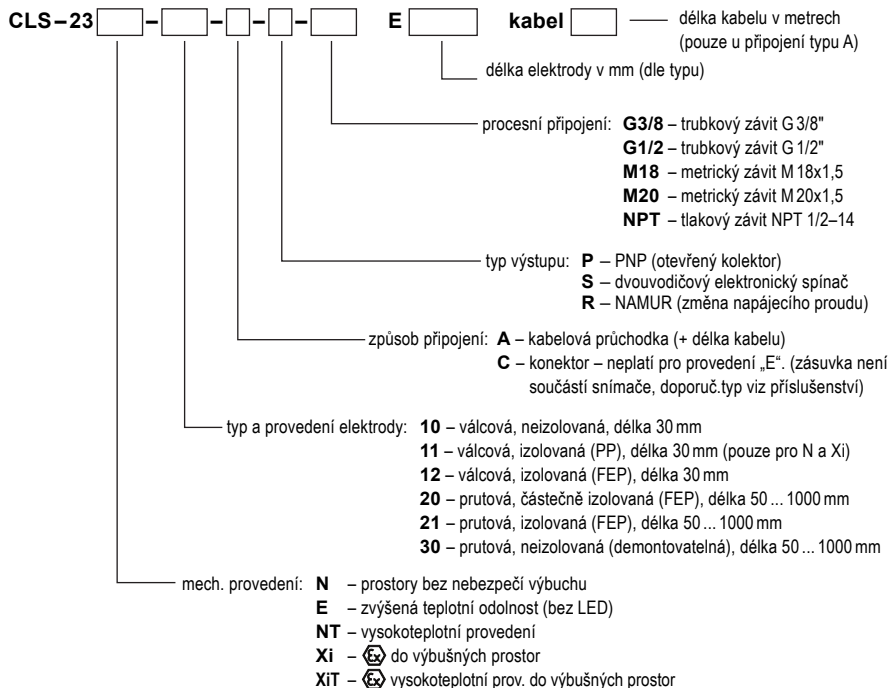 CLS–23 – – – – E kabel — délka kabelu v metrech
(pouze u připojení typu A)
délka elektrody v mm (dle typu)
procesní připojení: G3/8 – trubkový závit G 3/8"
G1/2 – trubkový závit G 1/2"
M18 – metrický závit M 18x1,5
M20 – metrický závit M 20x1,5
NPT – tlakový závit NPT 1/2–14
typ výstupu: P – PNP (otevřený kolektor)
S – dvouvodičový elektronický spínač
R – NAMUR (změna napájecího proudu)
způsob připojení: A – kabelová průchodka (+ délka kabelu)
C – konektor – neplatí pro provedení „E“. (zásuvka není
součástí snímače, doporuč.typ viz příslušenství)
typ a provedení elektrody: 10 – válcová, neizolovaná, délka 30 mm
11 – válcová, izolovaná (PP), délka 30 mm (pouze pro N a Xi)
12 – válcová, izolovaná (FEP), délka 30 mm
20 – prutová, částečně izolovaná (FEP), délka 50 ... 1000 mm
21 – prutová, izolovaná (FEP), délka 50 ... 1000 mm
30 – prutová, neizolovaná (demontovatelná), délka 50 ... 1000 mm
mech. provedení: N – prostory bez nebezpečí výbuchu
E – zvýšená teplotní odolnost (bez LED)
NT – vysokoteplotní provedení
Xi – Ex do výbušných prostor
XiT – Ex vysokoteplotní prov. do výbušných prostor